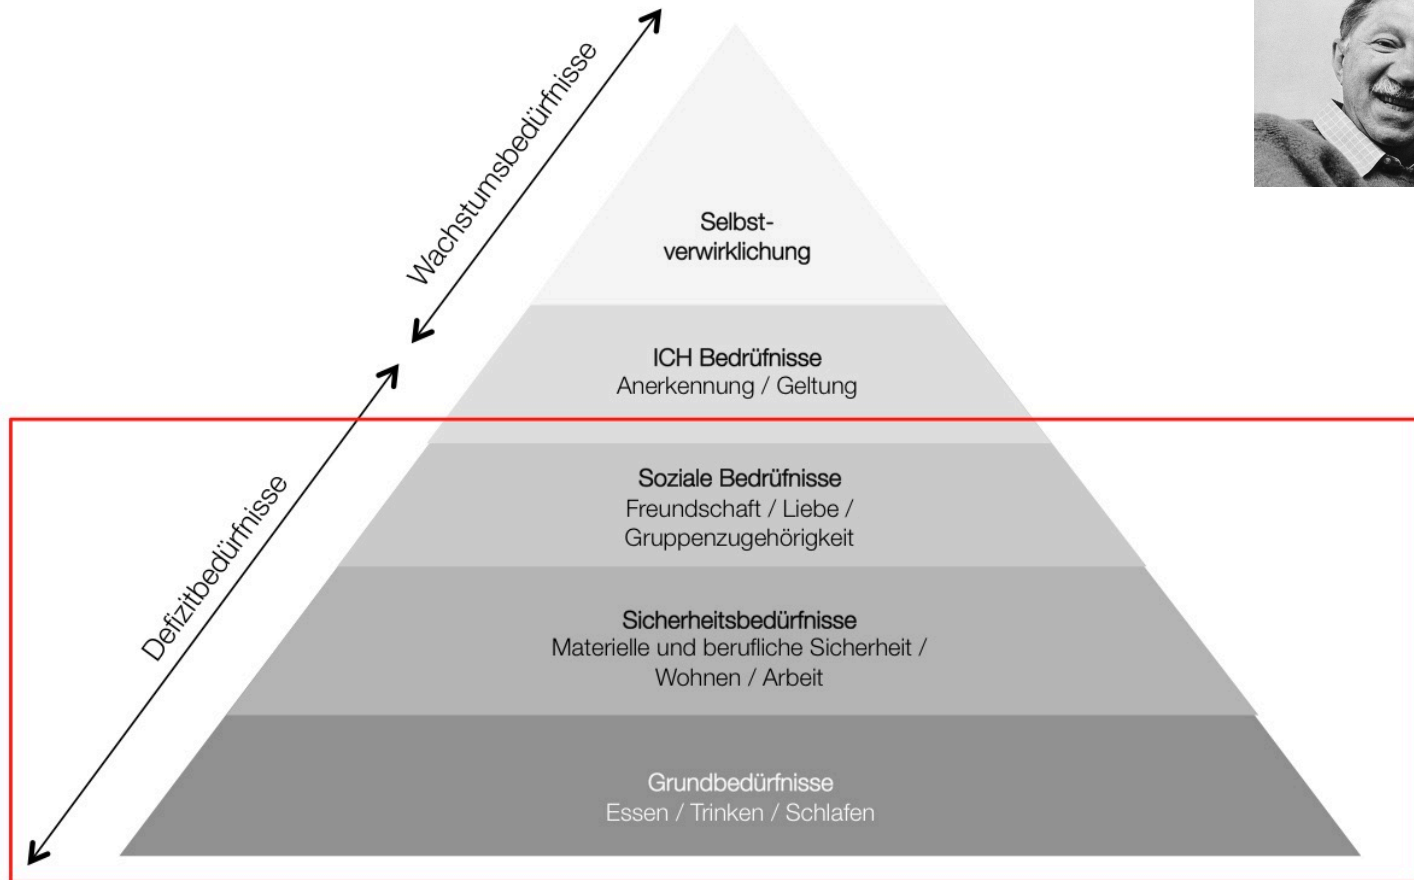 Wachstumsbedürfnisse
Selbst-
verwirklichung
ICH Bedrüfnisse
Anerkennung / Geltung
Defizitbedürfnisse
Soziale Bedrüfnisse
Freundschaft / Liebe /
Gruppenzugehörigkeit
Sicherheitsbedürfnisse
Materielle und berufliche Sicherheit /
Wohnen / Arbeit
Grundbedürfnisse
Essen / Trinken / Schlafen